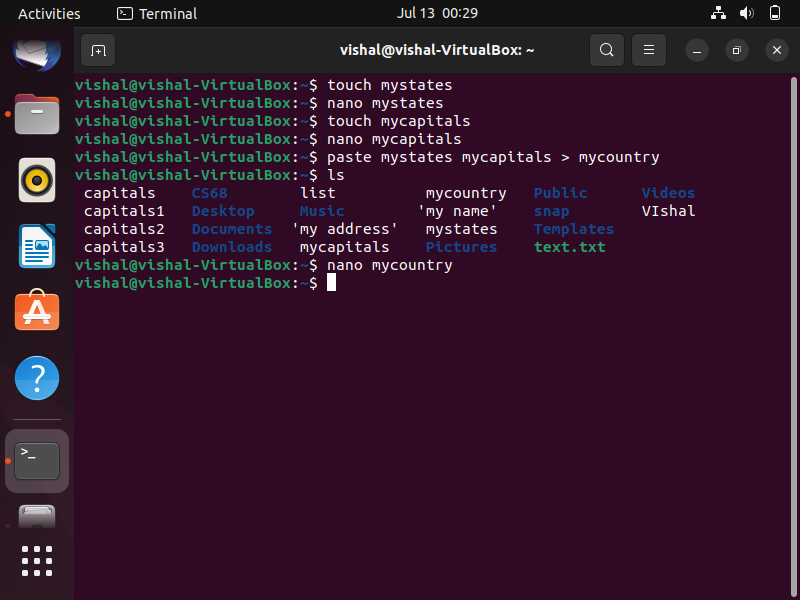 Activities Terminal Jul 13 00:29
vishal@vishal-VirtualBox: ~
vishal@vishal-VirtualBox:~$ touch mystates
vishal@vishal-VirtualBox:~$ nano mystates
vishal@vishal-VirtualBox:~$ touch mycapitals
vishal@vishal-VirtualBox:~$ nano mycapitals
vishal@vishal-VirtualBox:~$ paste mystates mycapitals > mycountry
vishal@vishal-VirtualBox:~$ ls
capitals CS68 list mycountry Public Videos
capitals1 Desktop Music 'my name' snap VIshal
capitals2 Documents 'my address' mystates Templates
capitals3 Downloads mycapitals Pictures text.txt
vishal@vishal-VirtualBox:~$ nano mycountry
vishal@vishal-VirtualBox:~$